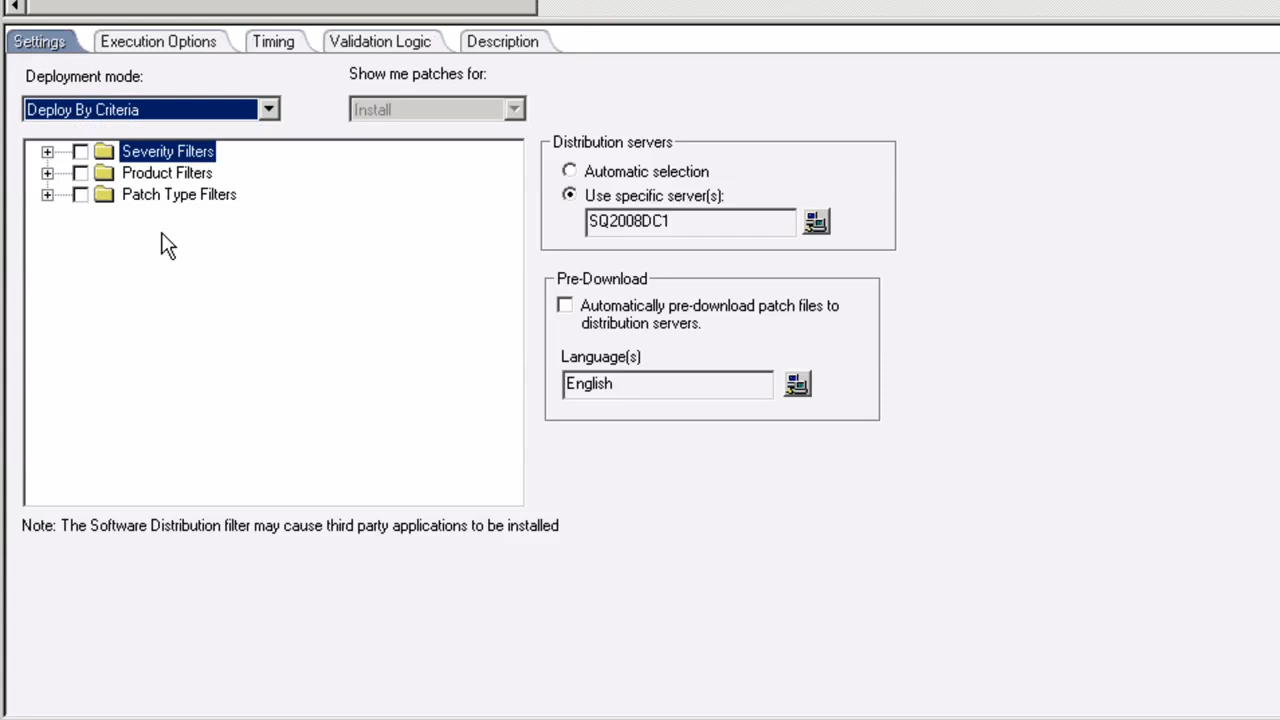 Settings
Execution Options
Timing
Validation Logic
Description
Deployment mode:
Show me patches for:
Deploy By Criteria
Install
Severity Filters
Product Filters
Patch Type Filters
Distribution servers
Automatic selection
Use specific server(s):
SQ2008DC1
Pre-Download
Automatically pre-download patch files to
distribution servers.
Language(s)
English
Note: The Software Distribution filter may cause third party applications to be installed